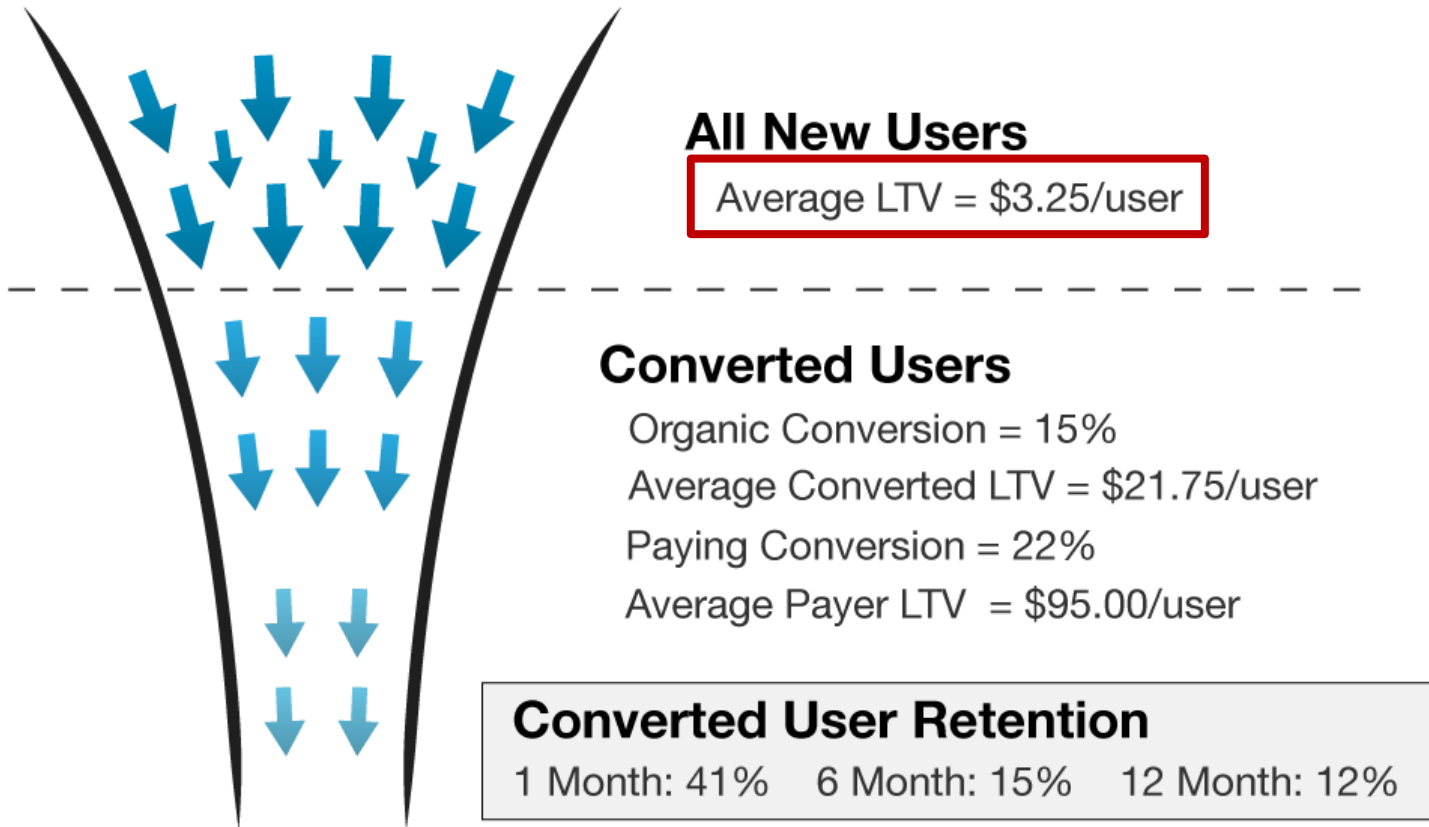 All New Users
Average LTV = $3.25/user
Converted Users
Organic Conversion = 15%
Average Converted LTV = $21.75/user
Paying Conversion = 22%
Average Payer LTV = $95.00/user
Converted User Retention
1 Month: 41% 6 Month: 15% 12 Month: 12%